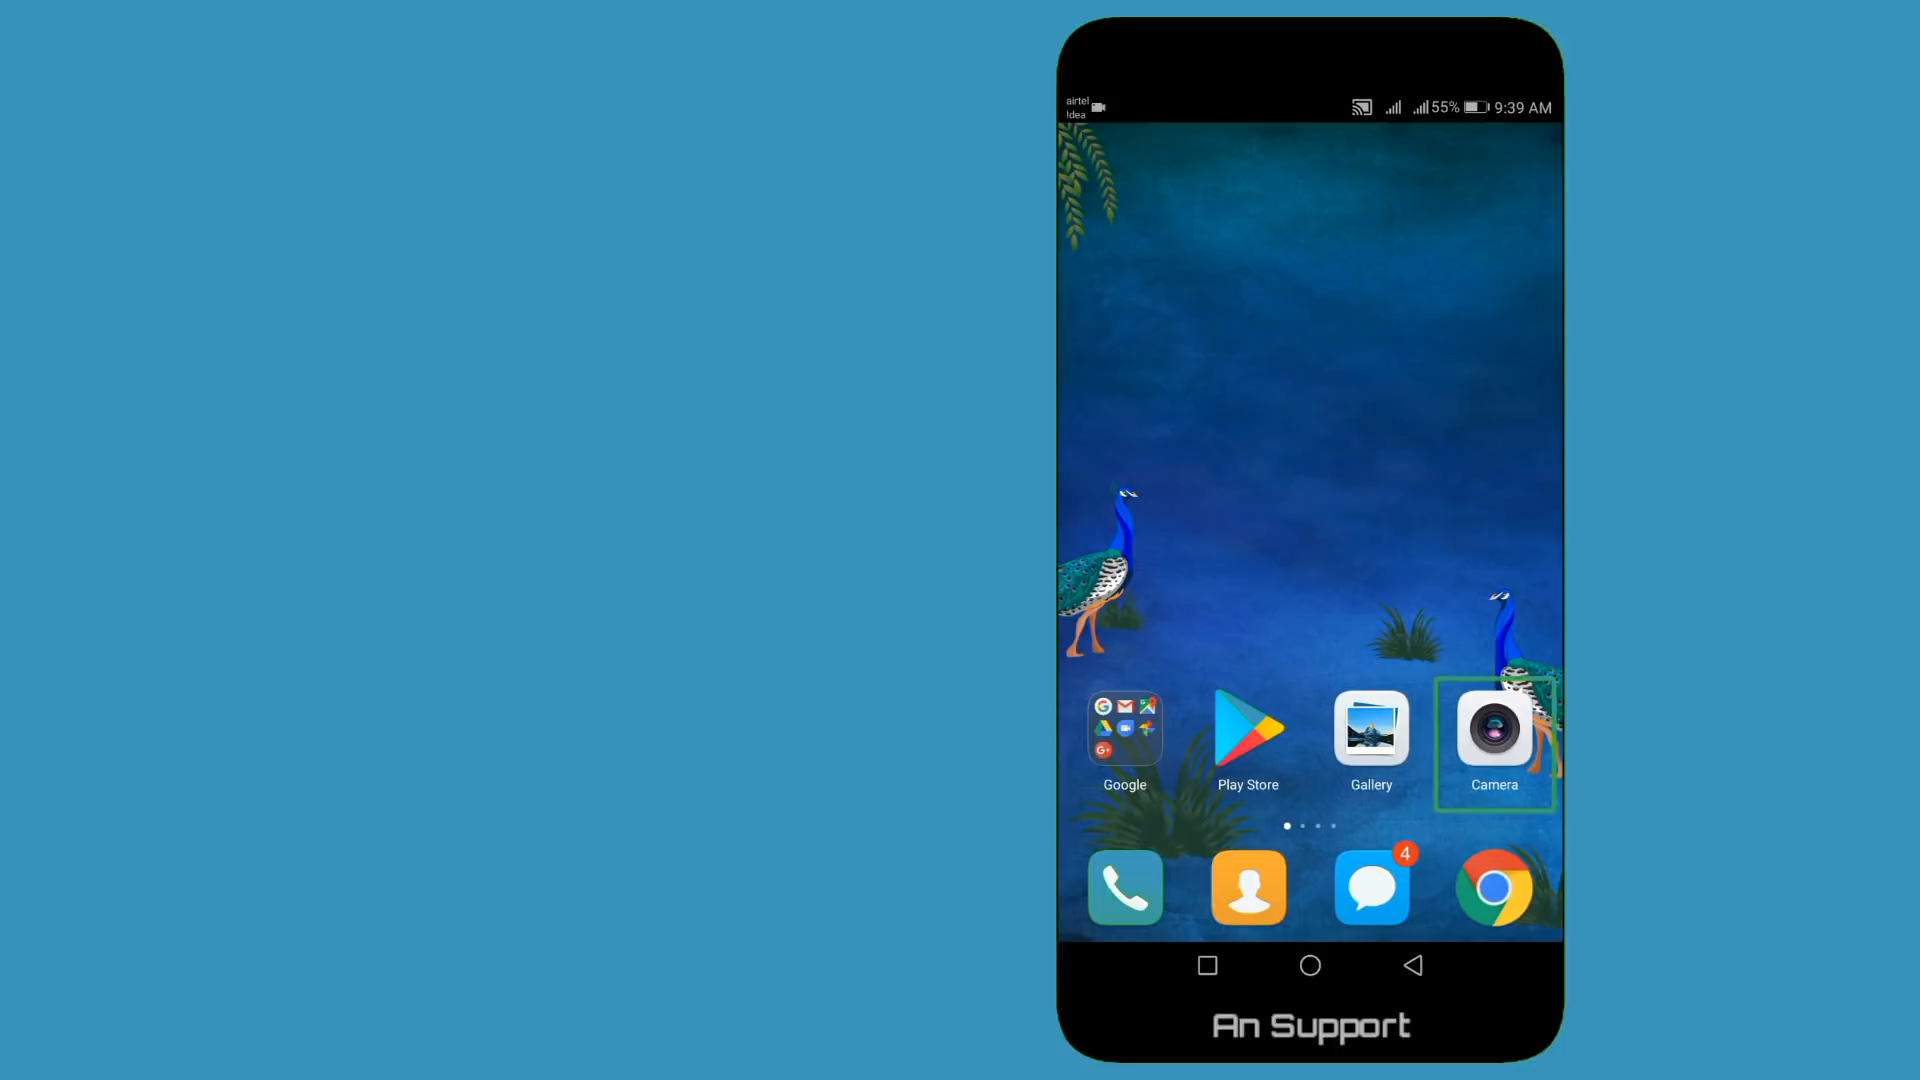 airtel
Idea
55% 9:39 AM
Google
Play Store
Gallery
Camera
4
An Support